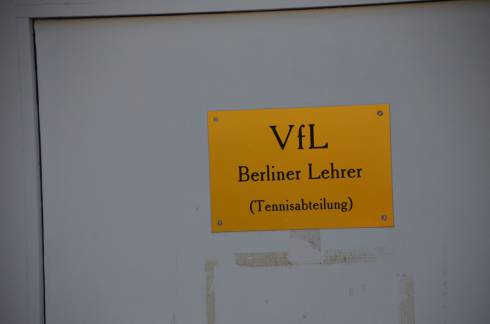 VfL
Berliner Lehrer
(Tennisabteilung)